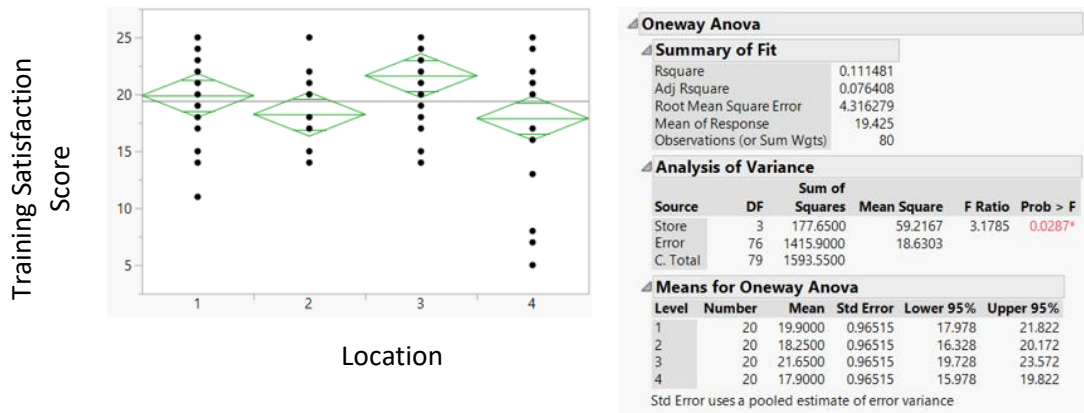 Training Satisfaction
Score
25
20
15
10
5
1 2 3 4
Location
Oneway Anova
Summary of Fit
Rsquare 0.111481
Adj Rsquare 0.076408
Root Mean Square Error 4.316279
Mean of Response 19.425
Observations (or Sum Wgts) 80
Analysis of Variance
Sum of
Source DF Squares Mean Square F Ratio Prob > F
Store 3 177.6500 59.2167 3.1785 0.0287*
Error 76 1415.9000 18.6303
C. Total 79 1593.5500
Means for Oneway Anova
Level Number Mean Std Error Lower 95% Upper 95%
1 20 19.9000 0.96515 17.978 21.822
2 20 18.2500 0.96515 16.328 20.172
3 20 21.6500 0.96515 19.728 23.572
4 20 17.9000 0.96515 15.978 19.822
Std Error uses a pooled estimate of error variance